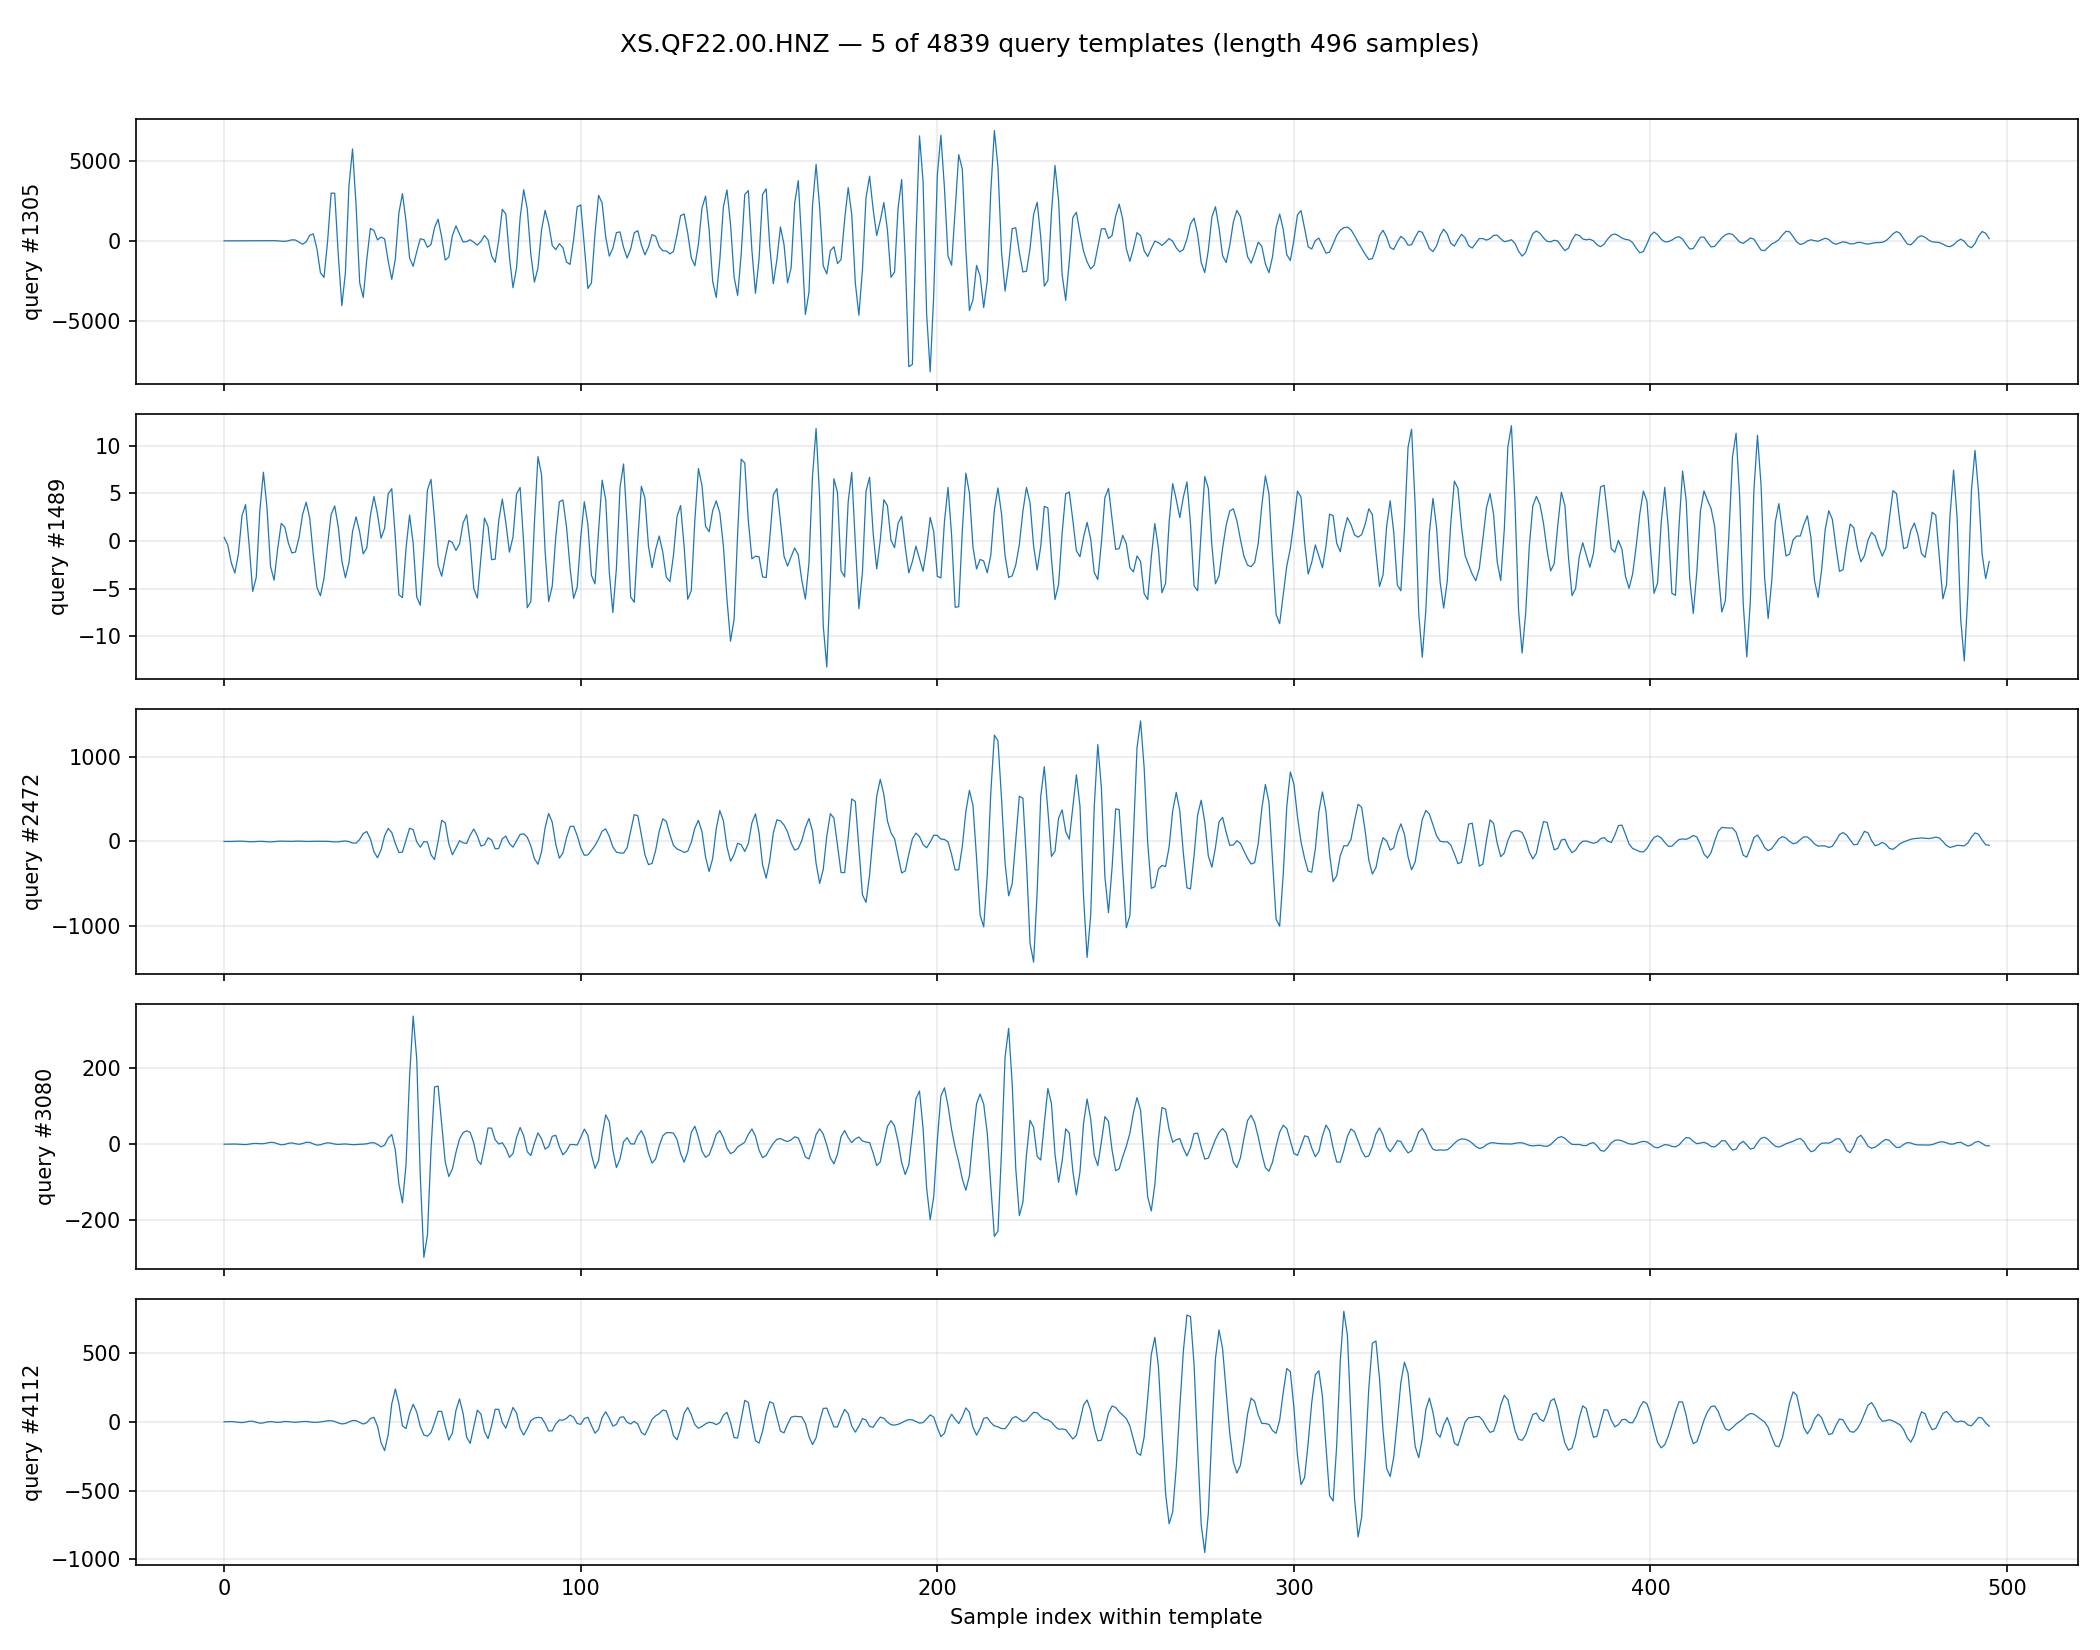 XS.QF22.00.HNZ — 5 of 4839 query templates (length 496 samples)
query #1305
5000
0
−5000
query #1489
10
5
0
−5
−10
query #2472
1000
0
−1000
query #3080
200
0
−200
query #4112
500
0
−500
−1000
0 100 200 300 400 500
Sample index within template